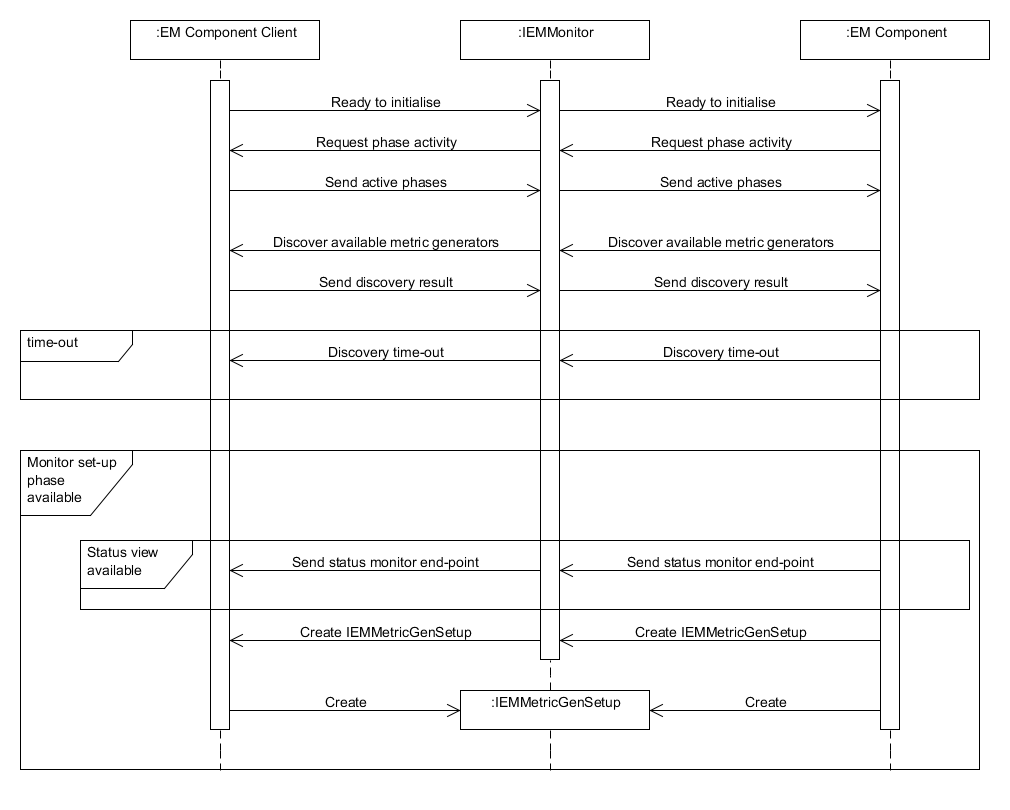 :EM Component Client
:IEMMonitor
:EM Component
Ready to initialise
Ready to initialise
Request phase activity
Request phase activity
Send active phases
Send active phases
Discover available metric generators
Discover available metric generators
Send discovery result
Send discovery result
time-out
Discovery time-out
Discovery time-out
Monitor set-up
phase
available
Status view
available
Send status monitor end-point
Send status monitor end-point
Create IEMMetricGenSetup
Create IEMMetricGenSetup
Create
:IEMMetricGenSetup
Create